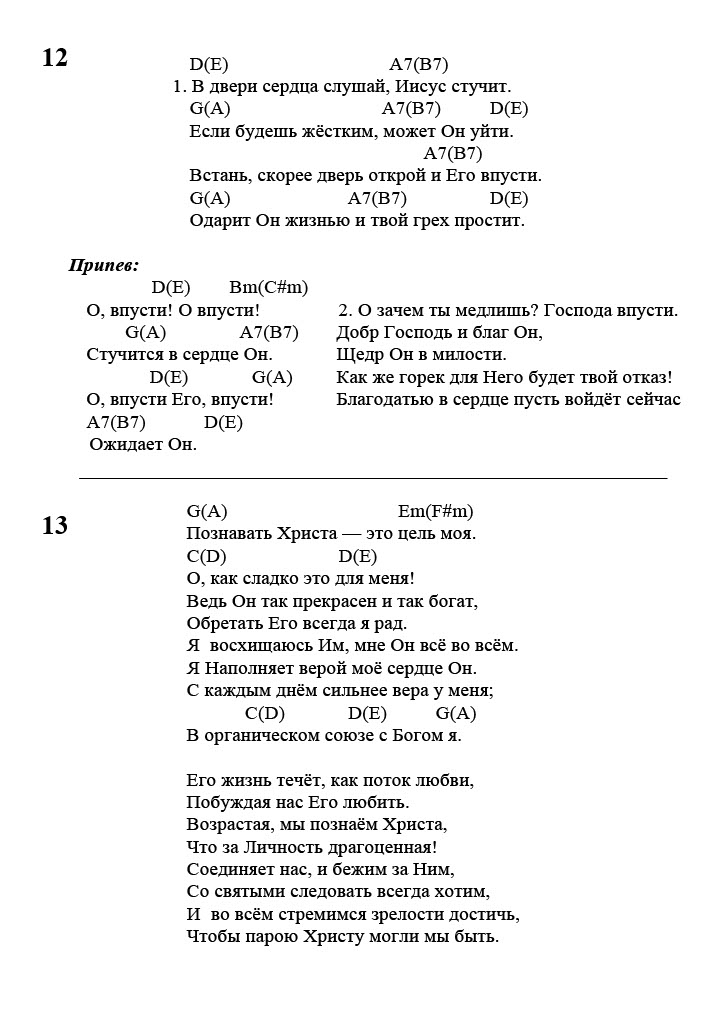 12
D(E) A7(B7)
1. В двери сердца слушай, Иисус стучит.
G(A) A7(B7) D(E)
Если будешь жёстким, может Он уйти.
A7(B7)
Встань, скорее дверь открой и Его впусти.
G(A) A7(B7) D(E)
Одарит Он жизнью и твой грех простит.
Припев:
D(E) Bm(C#m)
О, впусти! О впусти!
G(A) A7(B7)
Стучится в сердце Он.
D(E) G(A)
О, впусти Его, впусти!
A7(B7) D(E)
Ожидает Он.
2. О зачем ты медлишь? Господа впусти.
Добр Господь и благ Он,
Щедр Он в милости.
Как же горек для Него будет твой отказ!
Благодатью в сердце пусть войдёт сейчас
13
G(A) Em(F#m)
Познавать Христа — это цель моя.
C(D) D(E)
О, как сладко это для меня!
Ведь Он так прекрасен и так богат,
Обретать Его всегда я рад.
Я восхищаюсь Им, мне Он всё во всём.
Я Наполняет верой моё сердце Он.
С каждым днём сильнее вера у меня;
C(D) D(E) G(A)
В органическом союзе с Богом я.
Его жизнь течёт, как поток любви,
Побуждая нас Его любить.
Возрастая, мы познаём Христа,
Что за Личность драгоценная!
Соединяет нас, и бежим за Ним,
Со святыми следовать всегда хотим,
И во всём стремимся зрелости достичь,
Чтобы парою Христу могли мы быть.